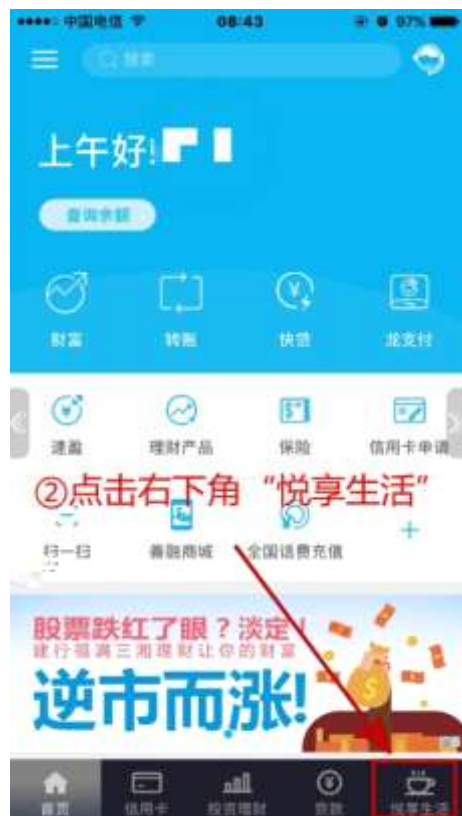 中国电信 08:43 97%
搜索
上午好!
查询余额
财富 转账 快贷 龙支付
速盈 理财产品 保险 信用卡申请
②点击右下角“悦享生活”
扫一扫 善融商城 全国话费充值
股票跌红了眼？淡定！
建行福满三湘理财让你的财富
逆市而涨!
首页 信用卡 投资理财 贷款 悦享生活